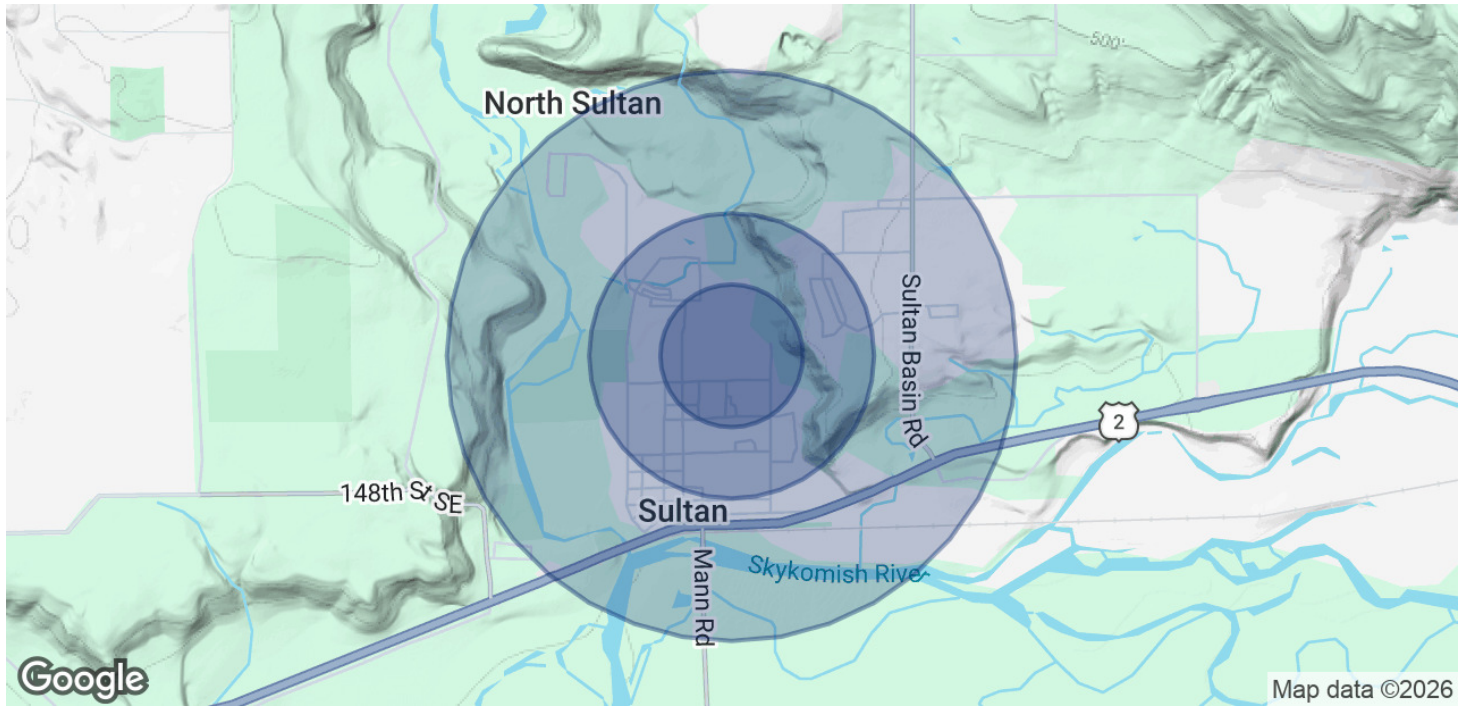 500'
North Sultan
Sultan Basin Rd
2
148th St SE
Sultan
Skykomish River
Mann Rd
Google
Map data ©2026